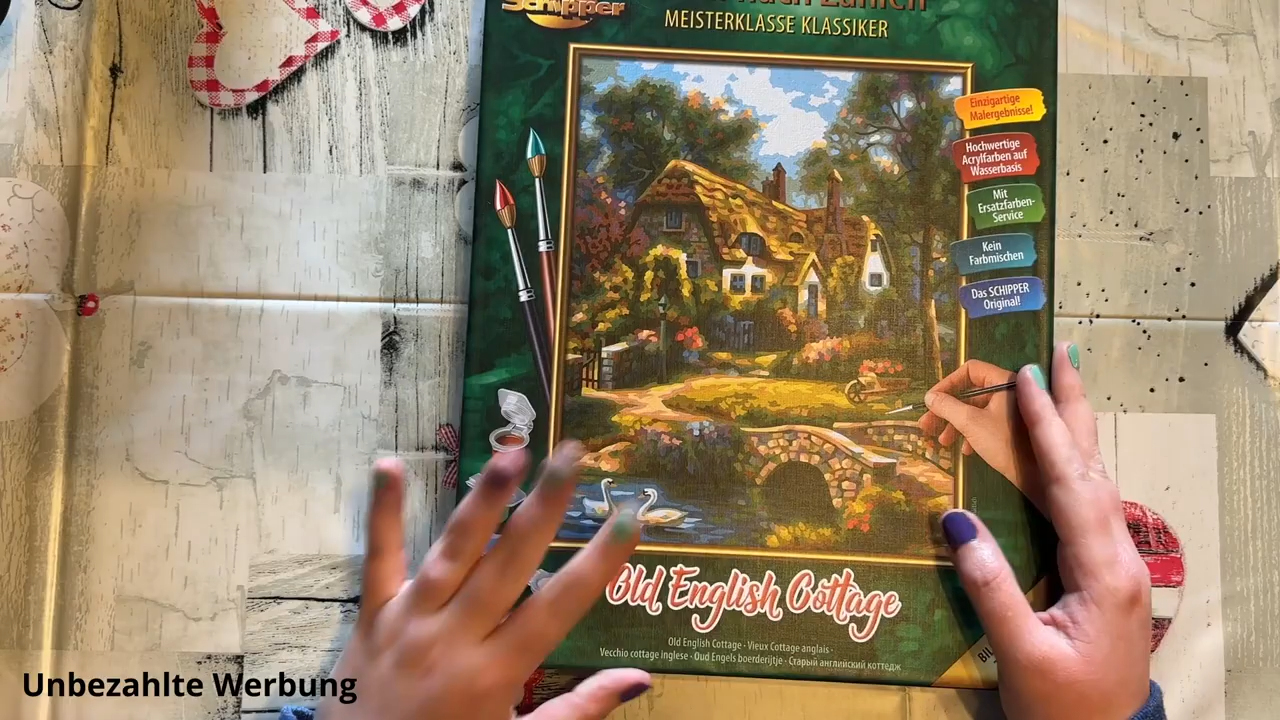 Schipper
MEISTERKLASSE KLASSIKER
Einzigartige
Malergebnisse!
Hochwertige
Acrylfarben auf
Wasserbasis
Mit
Ersatzfarben-
Service
Kein
Farbmischen
Das SCHIPPER
Original!
Old English Cottage
Old English Cottage · Vieux Cottage anglais ·
Vecchio cottage inglese · Oud Engels boerderijtje · Старый английский коттедж
Unbezahlte Werbung